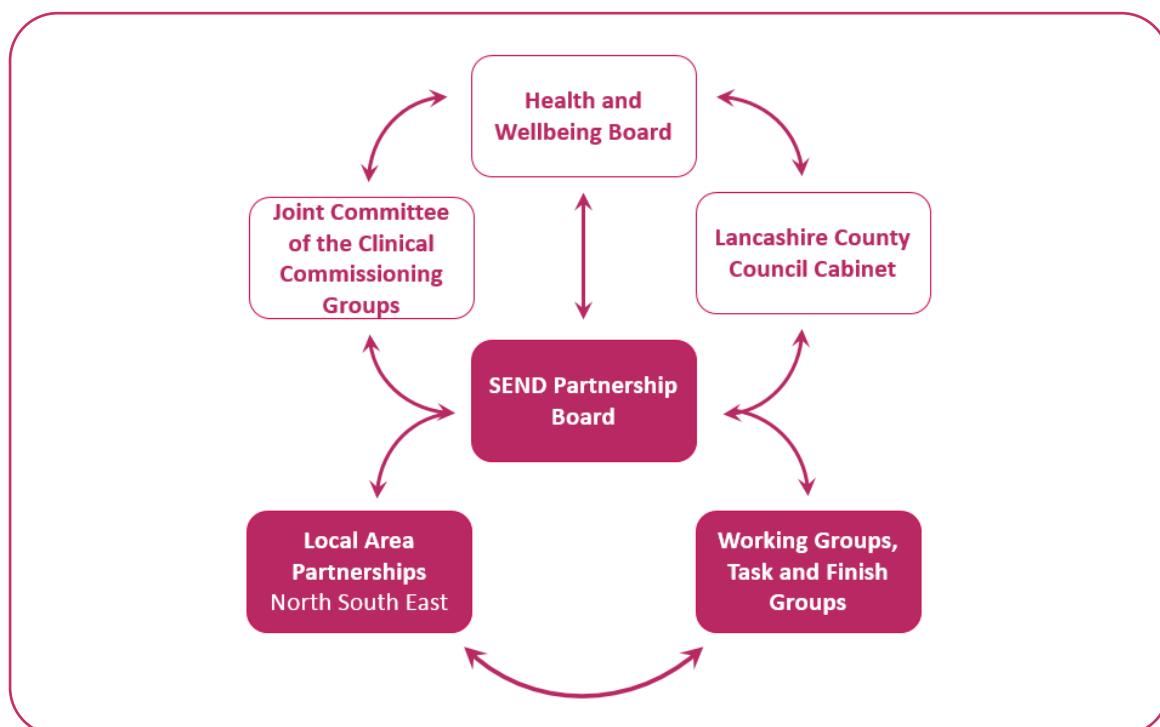 Health and
Wellbeing Board
Joint Committee
of the Clinical
Commissioning
Groups
Lancashire County
Council Cabinet
SEND Partnership
Board
Local Area
Partnerships
North South East
Working Groups,
Task and Finish
Groups